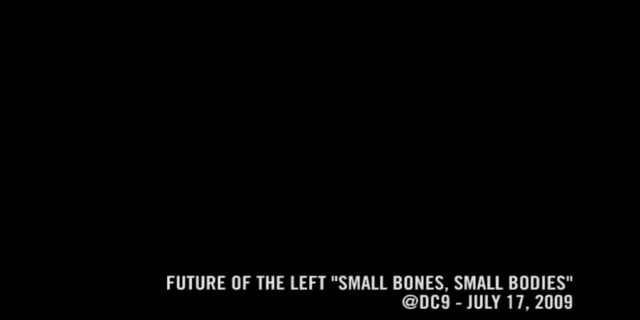 FUTURE OF THE LEFT "SMALL BONES, SMALL BODIES"
@DC9 - JULY 17, 2009